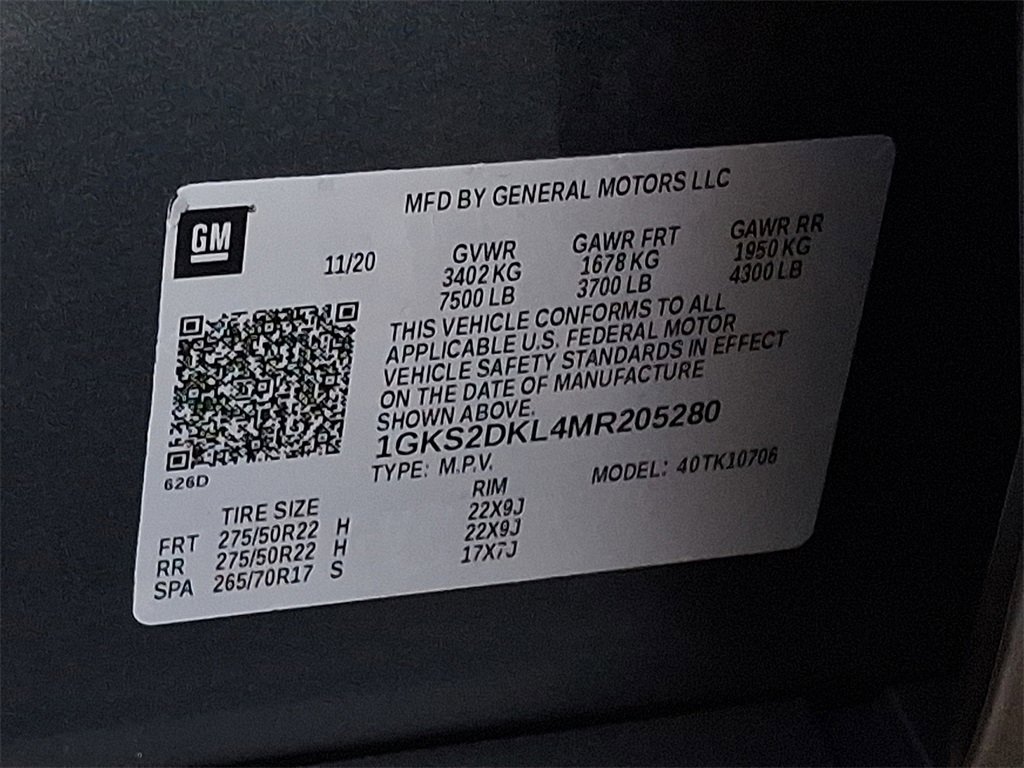 MFD BY GENERAL MOTORS LLC
GM
11/20
GVWR GAWR FRT GAWR RR
3402 KG 1678 KG 1950 KG
7500 LB 3700 LB 4300 LB
THIS VEHICLE CONFORMS TO ALL
APPLICABLE U.S. FEDERAL MOTOR
VEHICLE SAFETY STANDARDS IN EFFECT
ON THE DATE OF MANUFACTURE
SHOWN ABOVE.
1GKS2DKL4MR205280
TYPE: M.P.V. MODEL: 40TK10706
626D
TIRE SIZE RIM
FRT 275/50R22 H 22X9J
RR 275/50R22 H 22X9J
SPA 265/70R17 S 17X7J